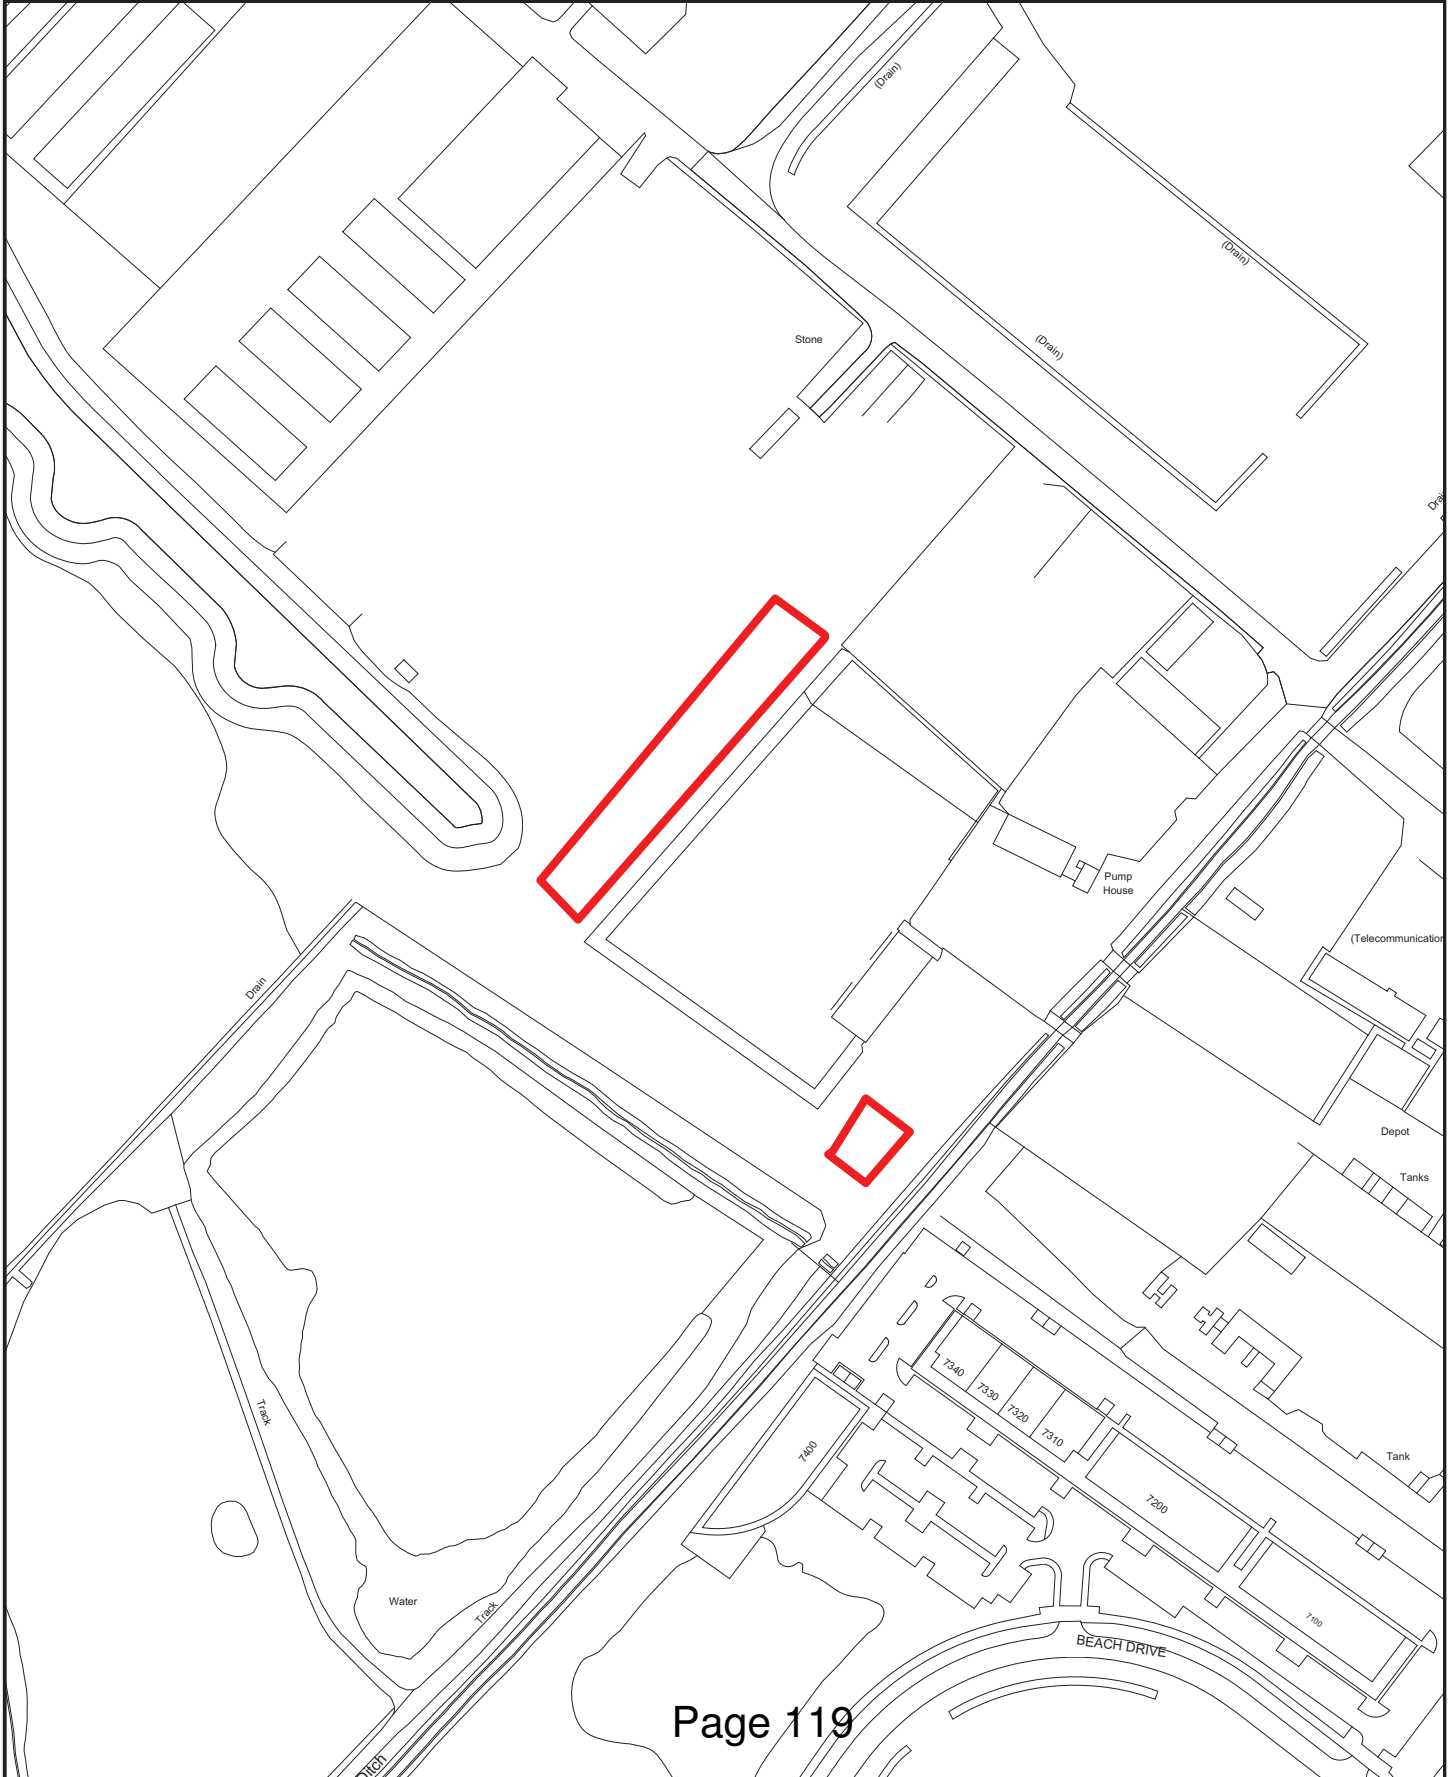 (Drain)
(Drain)
Stone
(Drain)
Pump
House
(Telecommunication
Drain
Depot
Tanks
7340
7330
7320
7310
Track
7400
Tank
7200
Water
Track
7100
BEACH DRIVE
Page 119
Ditch